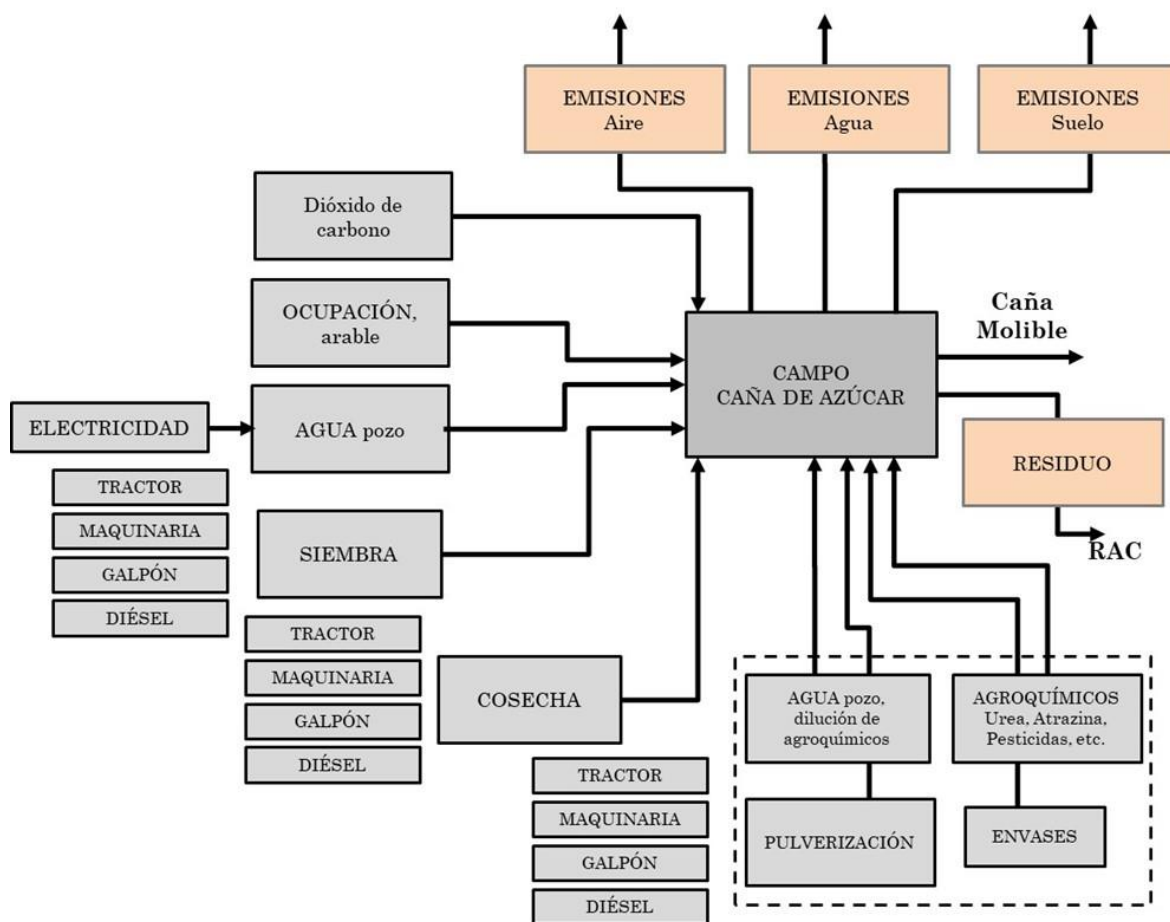 EMISIONES
Aire
EMISIONES
Agua
EMISIONES
Suelo
Dióxido de
carbono
OCUPACIÓN,
arable
Caña
Molible
CAMPO
CAÑA DE AZÚCAR
ELECTRICIDAD
AGUA pozo
RESIDUO
TRACTOR
MAQUINARIA
GALPÓN
DIÉSEL
SIEMBRA
RAC
TRACTOR
MAQUINARIA
GALPÓN
DIÉSEL
COSECHA
AGUA pozo,
dilución de
agroquímicos
AGROQUÍMICOS
Urea, Atrazina,
Pesticidas, etc.
TRACTOR
MAQUINARIA
GALPÓN
DIÉSEL
PULVERIZACIÓN
ENVASES